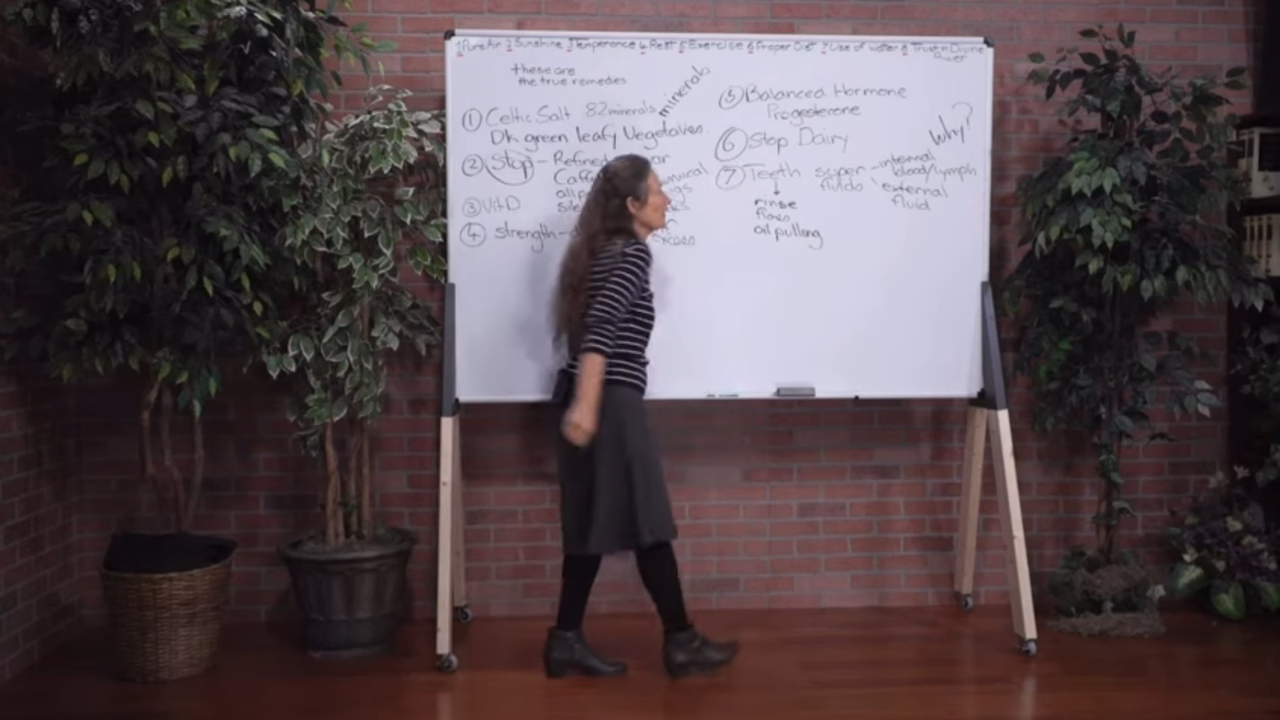 1 Pure Air 2 Sunshine 3 Temperance 4 Rest 5 Exercise 6 Proper Diet 7 Use of water 8 Trust in Divine
Power
these are
the true remedies
minerals
① Celtic Salt 82 minerals
Dk green leafy Vegetables
② Stop - Refined
③ Vit D
④ strength -
⑤ Balanced Hormone
Progesterone
⑥ Stop Dairy
why?
⑦ Teeth super - internal
fluids blood/lymph
external
fluid
rinse
floss
oil pulling